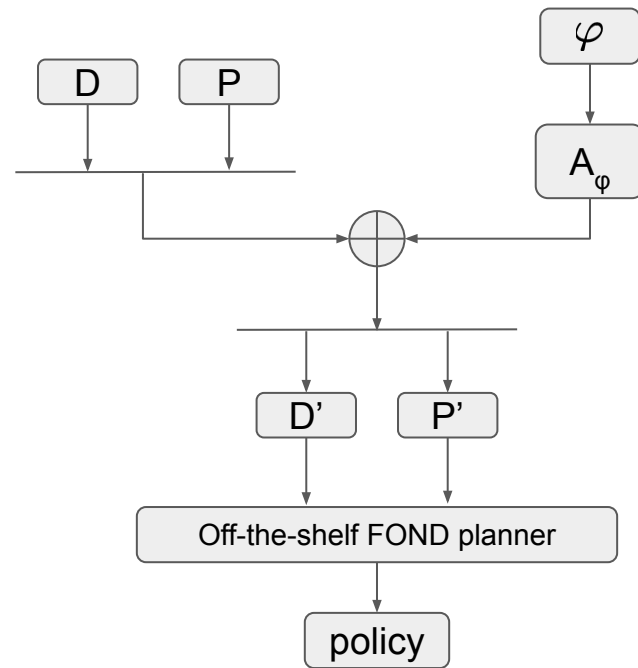 φ
D
P
A_φ
D’
P’
Off-the-shelf FOND planner
policy